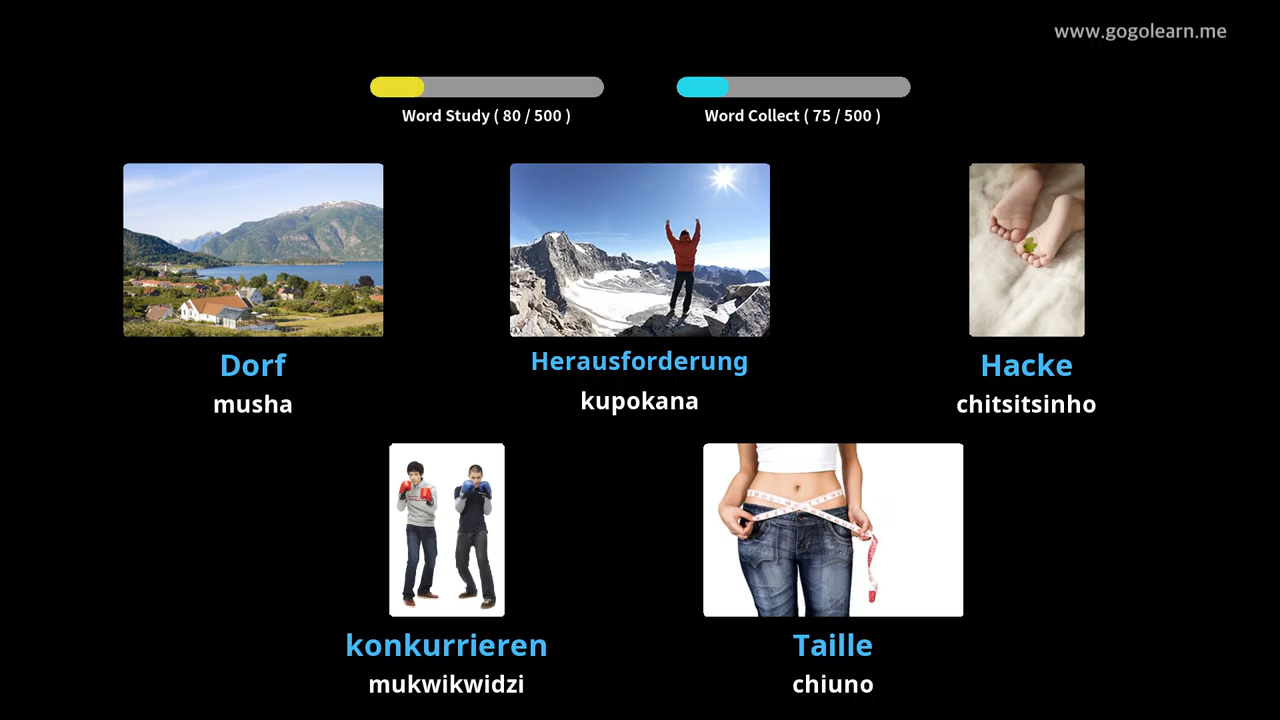 www.gogolearn.me
Word Study ( 80 / 500 )
Word Collect ( 75 / 500 )
Dorf
musha
Herausforderung
kupokana
Hacke
chitsitsinho
konkurrieren
mukwikwidzi
Taille
chiuno